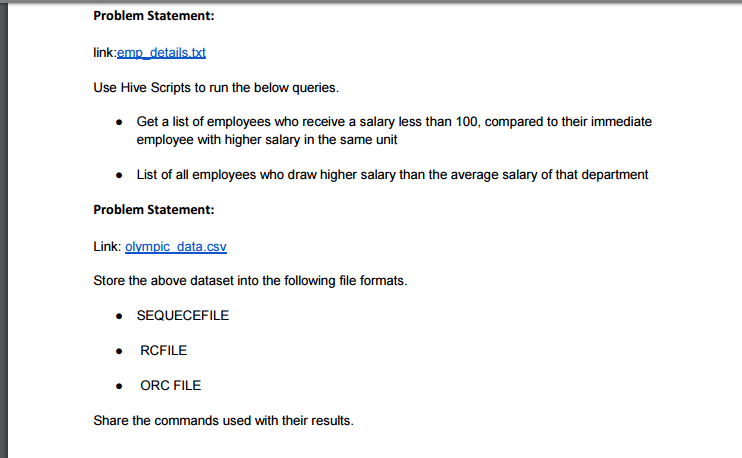 Problem Statement:
link:emp_details.txt
Use Hive Scripts to run the below queries.
● Get a list of employees who receive a salary less than 100, compared to their immediate
employee with higher salary in the same unit
● List of all employees who draw higher salary than the average salary of that department
Problem Statement:
Link: olympic_data.csv
Store the above dataset into the following file formats.
● SEQUECEFILE
● RCFILE
● ORC FILE
Share the commands used with their results.